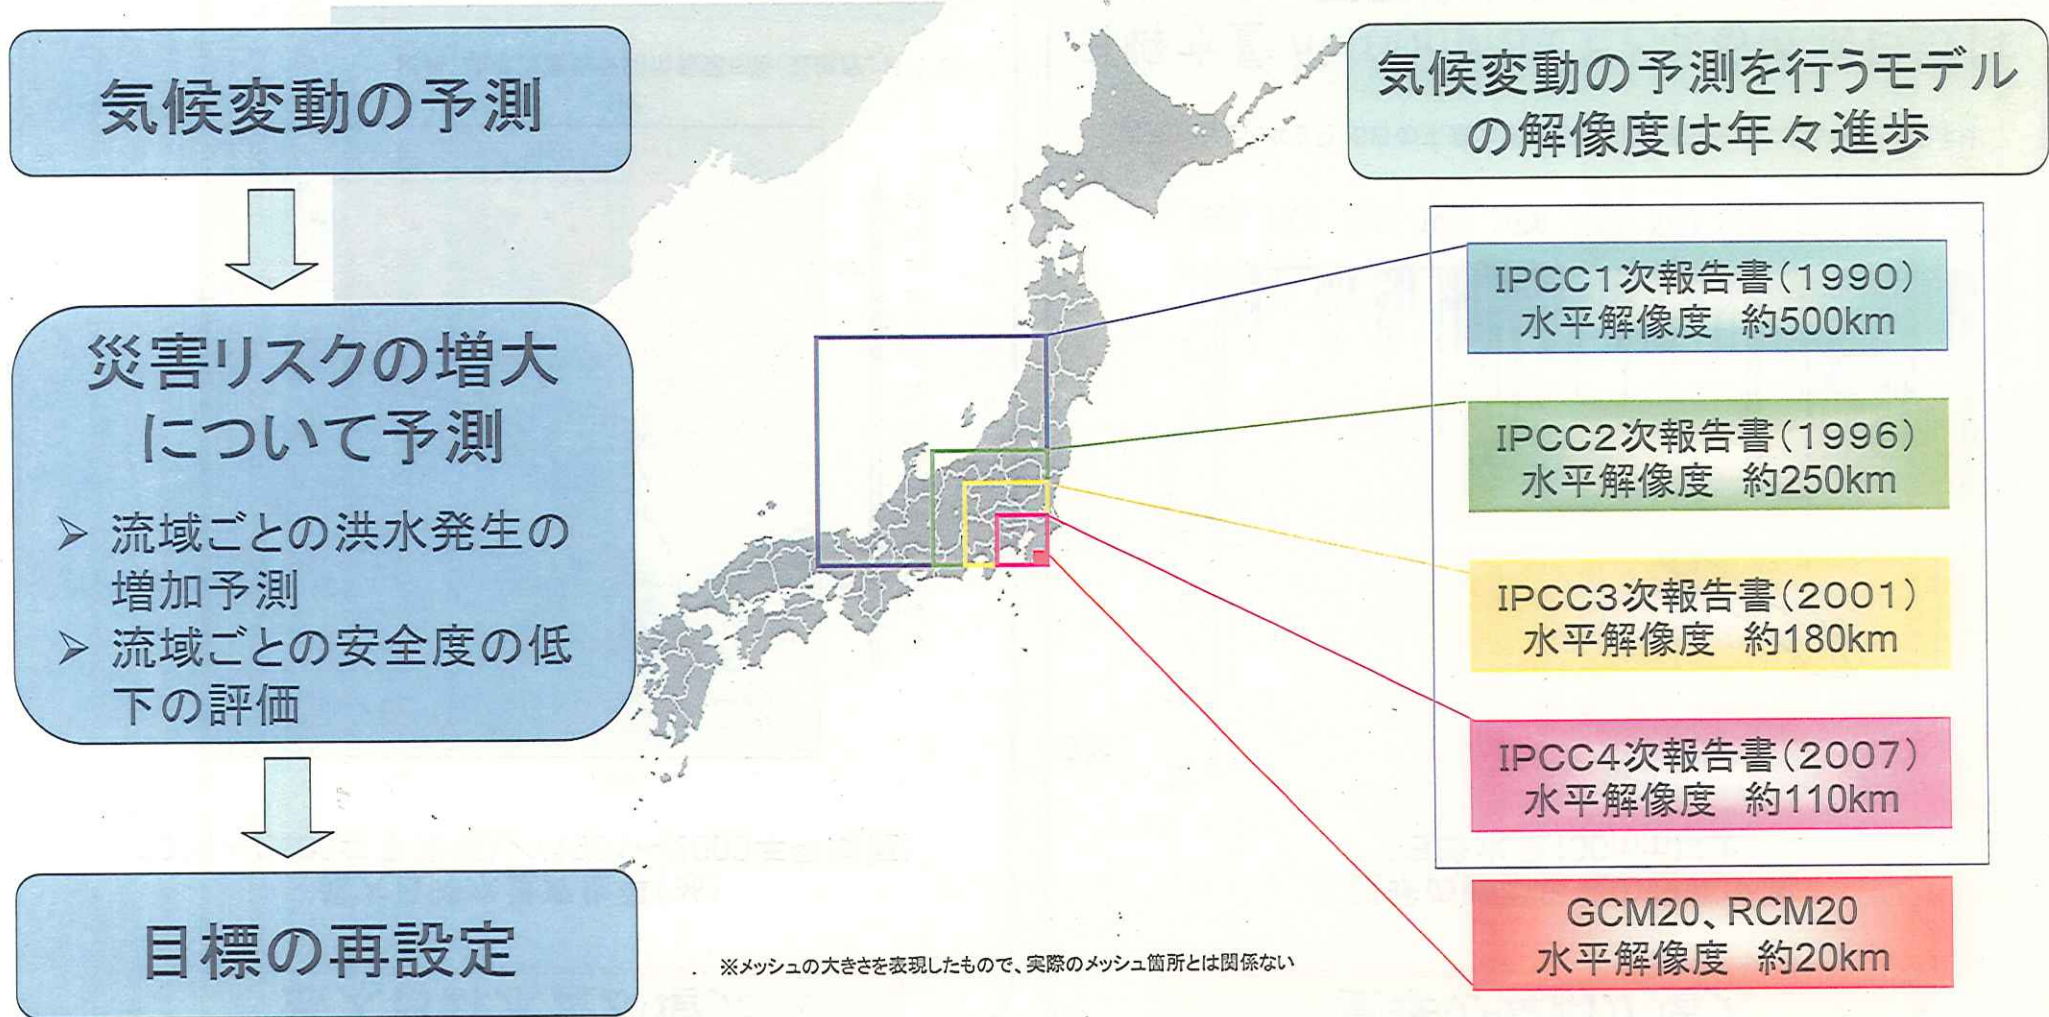 気候変動の予測
災害リスクの増大
について予測
➢ 流域ごとの洪水発生の
増加予測
➢ 流域ごとの安全度の低
下の評価
目標の再設定
気候変動の予測を行うモデル
の解像度は年々進歩
IPCC1次報告書(1990)
水平解像度 約500km
IPCC2次報告書(1996)
水平解像度 約250km
IPCC3次報告書(2001)
水平解像度 約180km
IPCC4次報告書(2007)
水平解像度 約110km
GCM20、RCM20
水平解像度 約20km
※メッシュの大きさを表現したもので、実際のメッシュ箇所とは関係ない